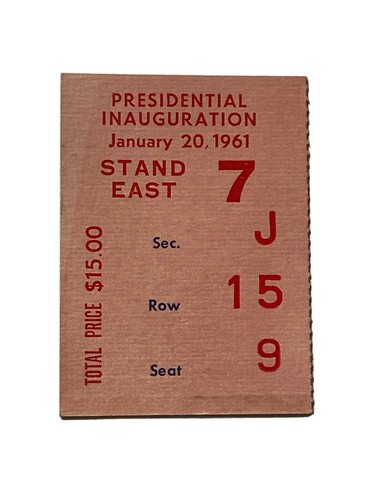 PRESIDENTIAL
INAUGURATION
January 20, 1961
STAND EAST 7
Sec. J
Row 15
Seat 9
TOTAL PRICE $15.00